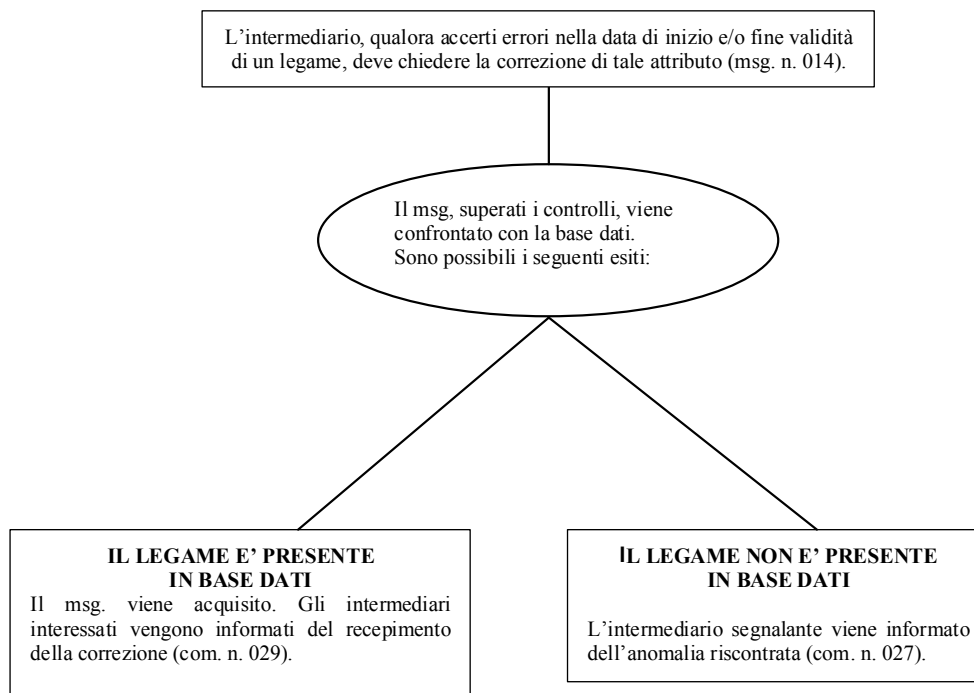 L’intermediario, qualora accerti errori nella data di inizio e/o fine validità
di un legame, deve chiedere la correzione di tale attributo (msg. n. 014).
Il msg, superati i controlli, viene
confrontato con la base dati.
Sono possibili i seguenti esiti:
IL LEGAME E’ PRESENTE
IN BASE DATI
Il msg. viene acquisito. Gli intermediari
interessati vengono informati del recepimento
della correzione (com. n. 029).
IL LEGAME NON E’ PRESENTE
IN BASE DATI
L’intermediario segnalante viene informato
dell’anomalia riscontrata (com. n. 027).